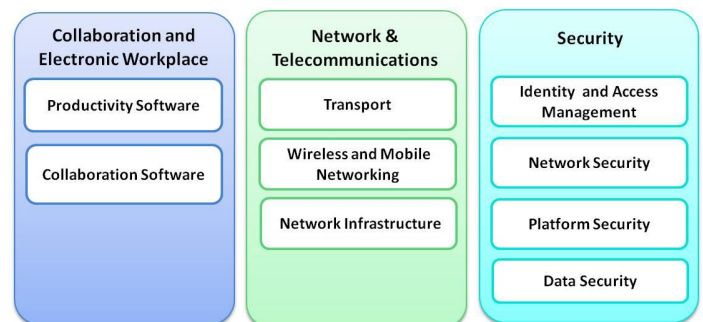 Collaboration and
Electronic Workplace
Productivity Software
Collaboration Software
Network &
Telecommunications
Transport
Wireless and Mobile
Networking
Network Infrastructure
Security
Identity and Access
Management
Network Security
Platform Security
Data Security